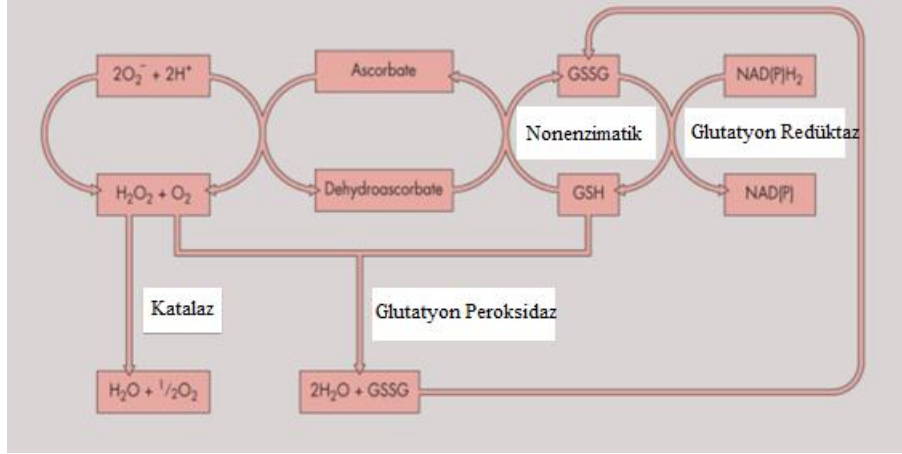 2O₂⁻ + 2H⁺
Ascorbate
GSSG
NAD(P)H₂
Nonenzimatik
Glutatyon Redüktaz
H₂O₂ + O₂
Dehydroascorbate
GSH
NAD(P)
Katalaz
Glutatyon Peroksidaz
H₂O + ¹/₂O₂
2H₂O + GSSG